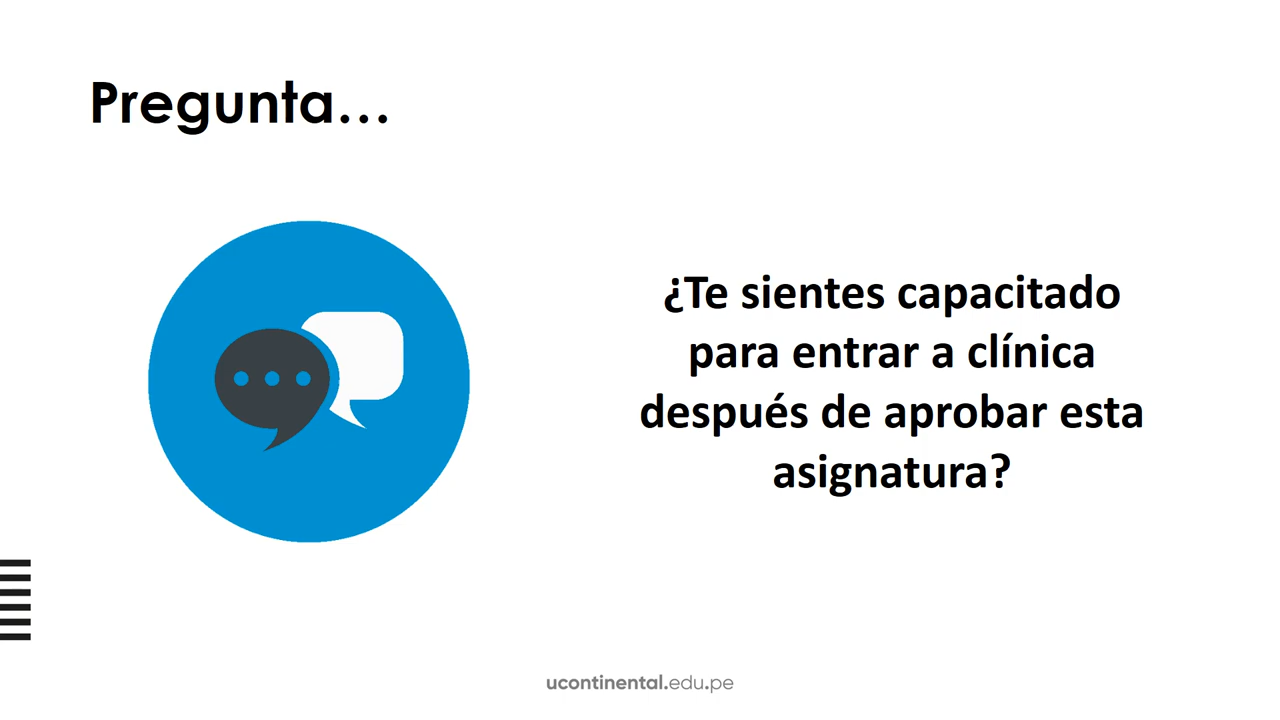 Pregunta...
¿Te sientes capacitado
para entrar a clínica
después de aprobar esta
asignatura?
ucontinental.edu.pe